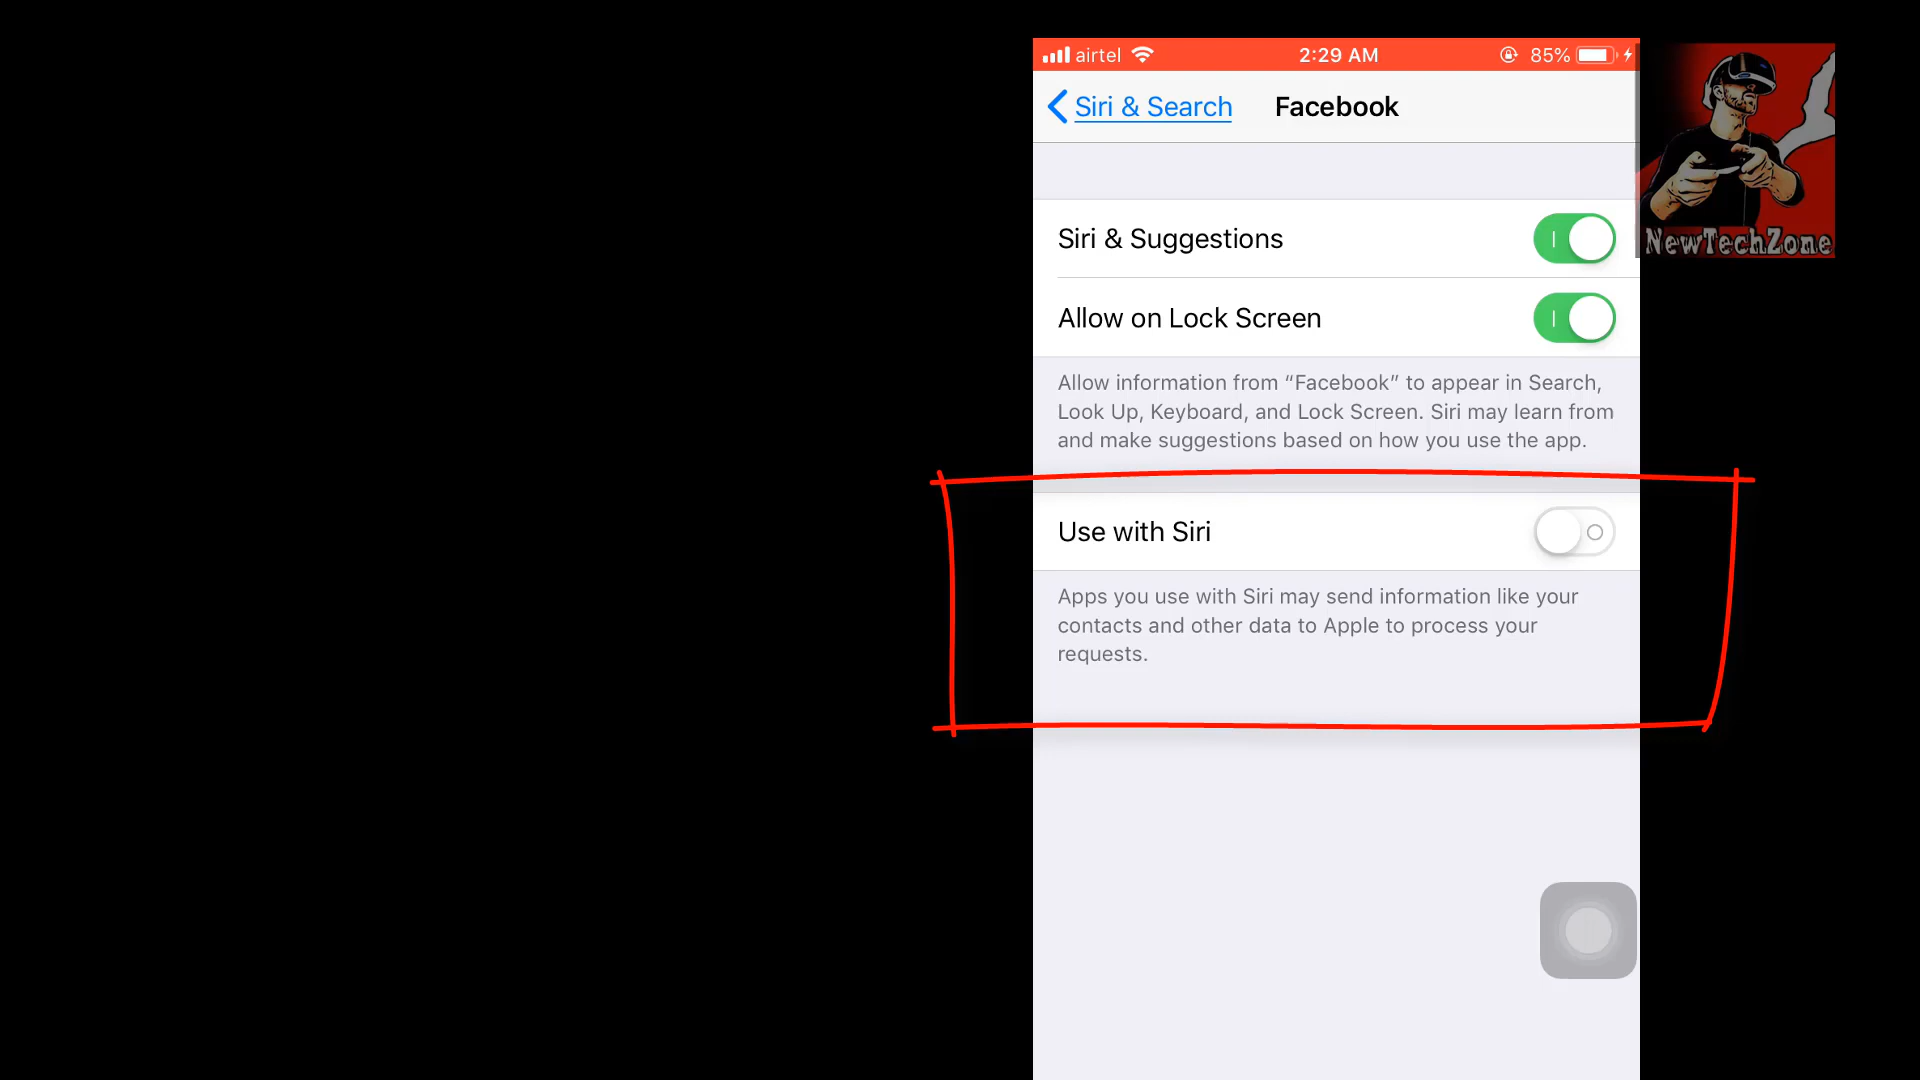 airtel 2:29 AM 85%
Siri & Search Facebook
Siri & Suggestions
Allow on Lock Screen
Allow information from “Facebook” to appear in Search,
Look Up, Keyboard, and Lock Screen. Siri may learn from
and make suggestions based on how you use the app.
Use with Siri
Apps you use with Siri may send information like your
contacts and other data to Apple to process your
requests.
NewTechZone